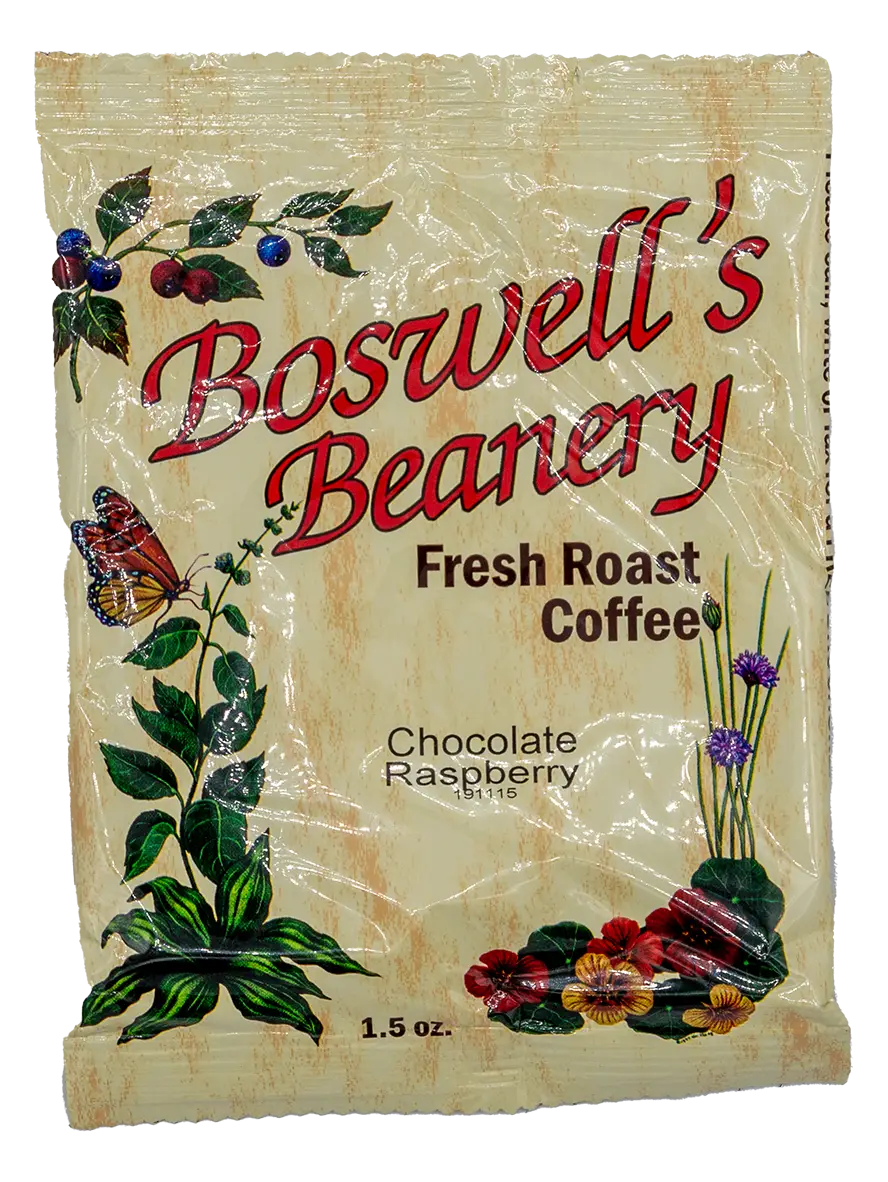 Boswell's
Beanery
Fresh Roast
Coffee
Chocolate
Raspberry
191115
1.5 oz.